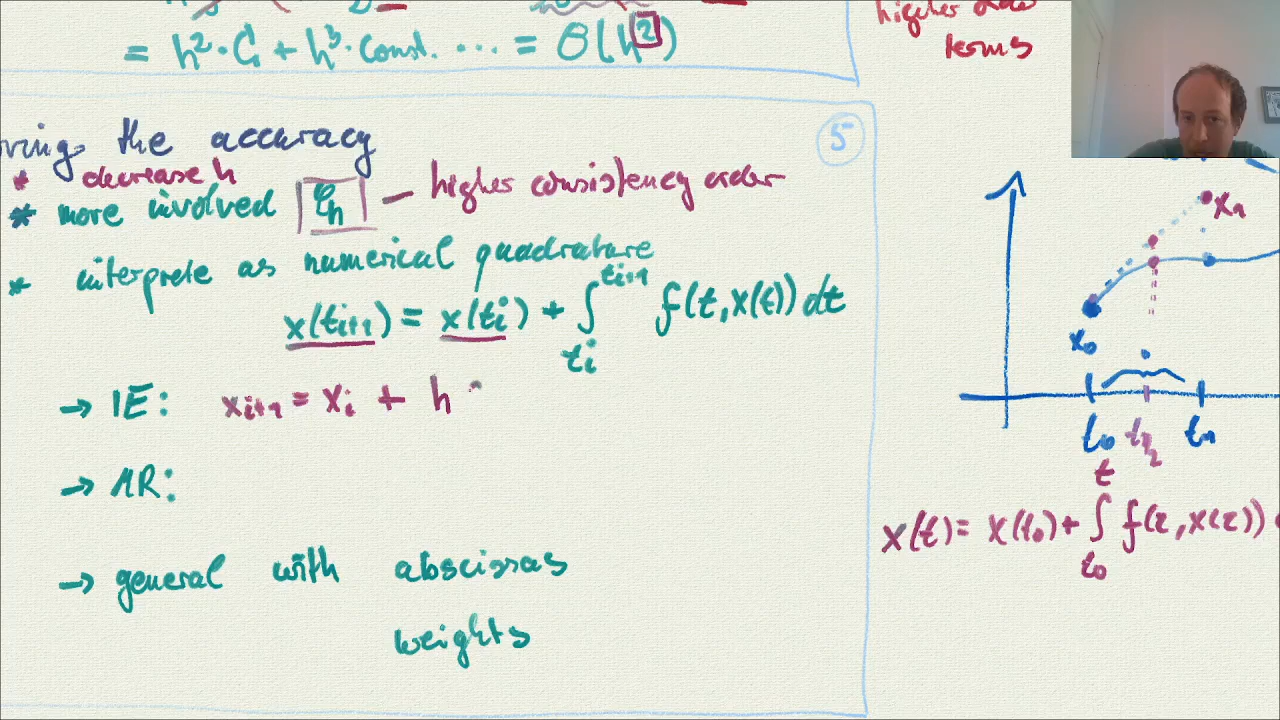 = h²·C₁ + h³·Const. ··· = O(h²)
higher order
terms
oving the accuracy
5
* decrease h
* more involved φₕ – higher consistency order
* interprete as numerical quadrature
x(tᵢ₊₁) = x(tᵢ) + ∫ₜᵢ^tᵢ₊₁ f(t, x(t)) dt
→ IE: xᵢ₊₁ = xᵢ + h ·
→ MR:
→ general with abscissas
weights
x₁
x₀
t₀ t½ t₁
x(t) = x(t₀) + ∫ₜ₀^t f(τ, x(τ))